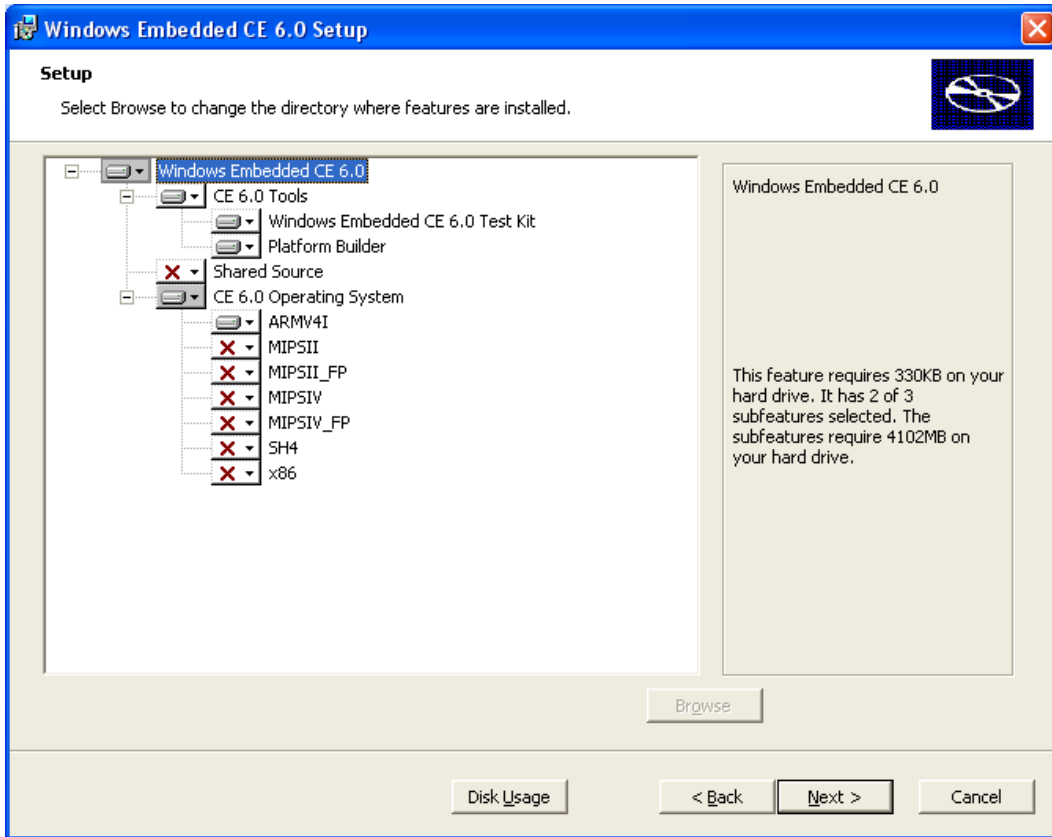 Windows Embedded CE 6.0 Setup
Setup
Select Browse to change the directory where features are installed.
Windows Embedded CE 6.0
CE 6.0 Tools
Windows Embedded CE 6.0 Test Kit
Platform Builder
Shared Source
CE 6.0 Operating System
ARMV4I
MIPSII
MIPSII_FP
MIPSIV
MIPSIV_FP
SH4
x86
Windows Embedded CE 6.0
This feature requires 330KB on your
hard drive. It has 2 of 3
subfeatures selected. The
subfeatures require 4102MB on
your hard drive.
Browse
Disk Usage
< Back
Next >
Cancel